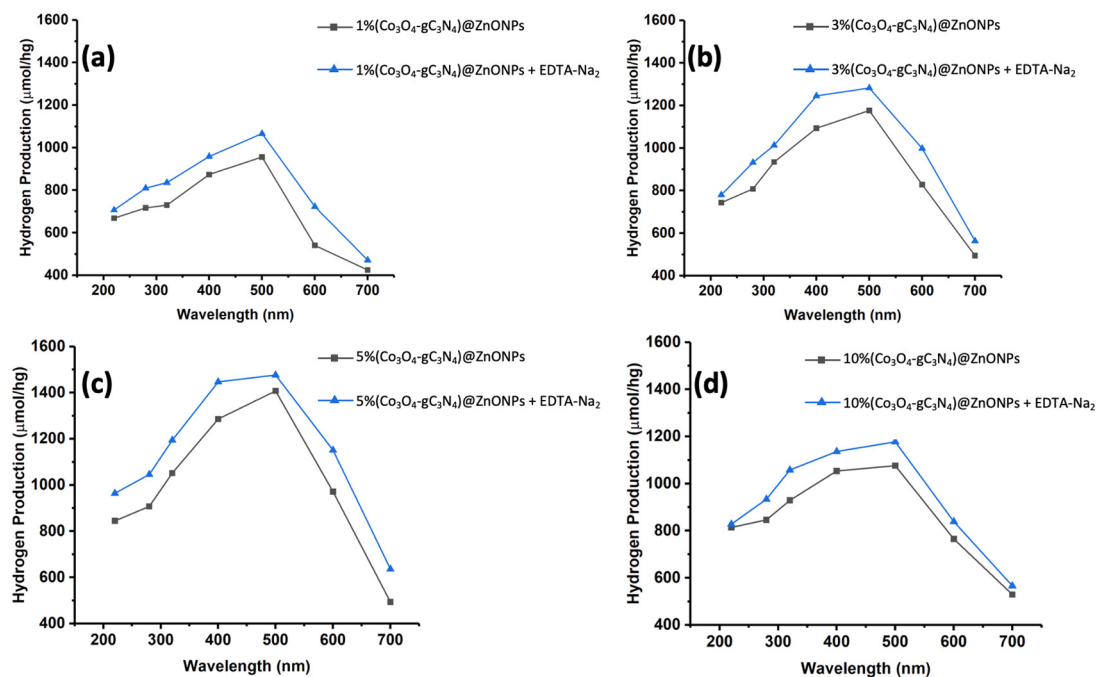 (a)
1%(Co₃O₄-gC₃N₄)@ZnONPs
1%(Co₃O₄-gC₃N₄)@ZnONPs + EDTA-Na₂
Hydrogen Production (μmol/hg)
1600
1400
1200
1000
800
600
400
200 300 400 500 600 700
Wavelength (nm)
(b)
3%(Co₃O₄-gC₃N₄)@ZnONPs
3%(Co₃O₄-gC₃N₄)@ZnONPs + EDTA-Na₂
Hydrogen Production (μmol/hg)
1600
1400
1200
1000
800
600
400
200 300 400 500 600 700
Wavelength (nm)
(c)
5%(Co₃O₄-gC₃N₄)@ZnONPs
5%(Co₃O₄-gC₃N₄)@ZnONPs + EDTA-Na₂
Hydrogen Production (μmol/hg)
1600
1400
1200
1000
800
600
400
200 300 400 500 600 700
Wavelength (nm)
(d)
10%(Co₃O₄-gC₃N₄)@ZnONPs
10%(Co₃O₄-gC₃N₄)@ZnONPs + EDTA-Na₂
Hydrogen Production (μmol/hg)
1600
1400
1200
1000
800
600
400
200 300 400 500 600 700
Wavelength (nm)